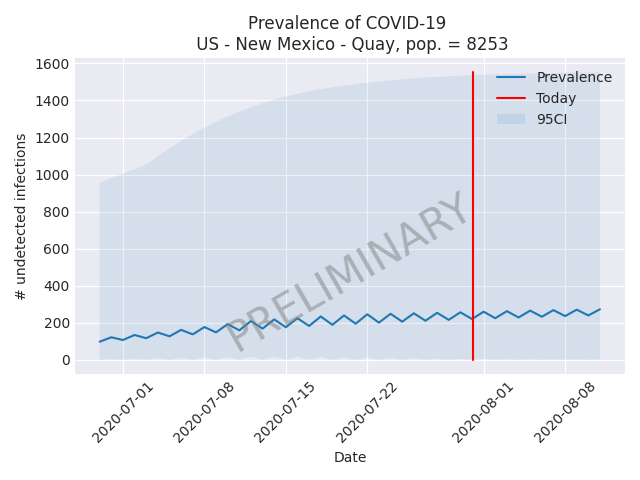 Prevalence of COVID-19
US - New Mexico - Quay, pop. = 8253
1600
1400
1200
1000
800
600
400
200
0
# undetected infections
Prevalence
Today
95CI
PRELIMINARY
2020-07-01
2020-07-08
2020-07-15
2020-07-22
2020-08-01
2020-08-08
Date